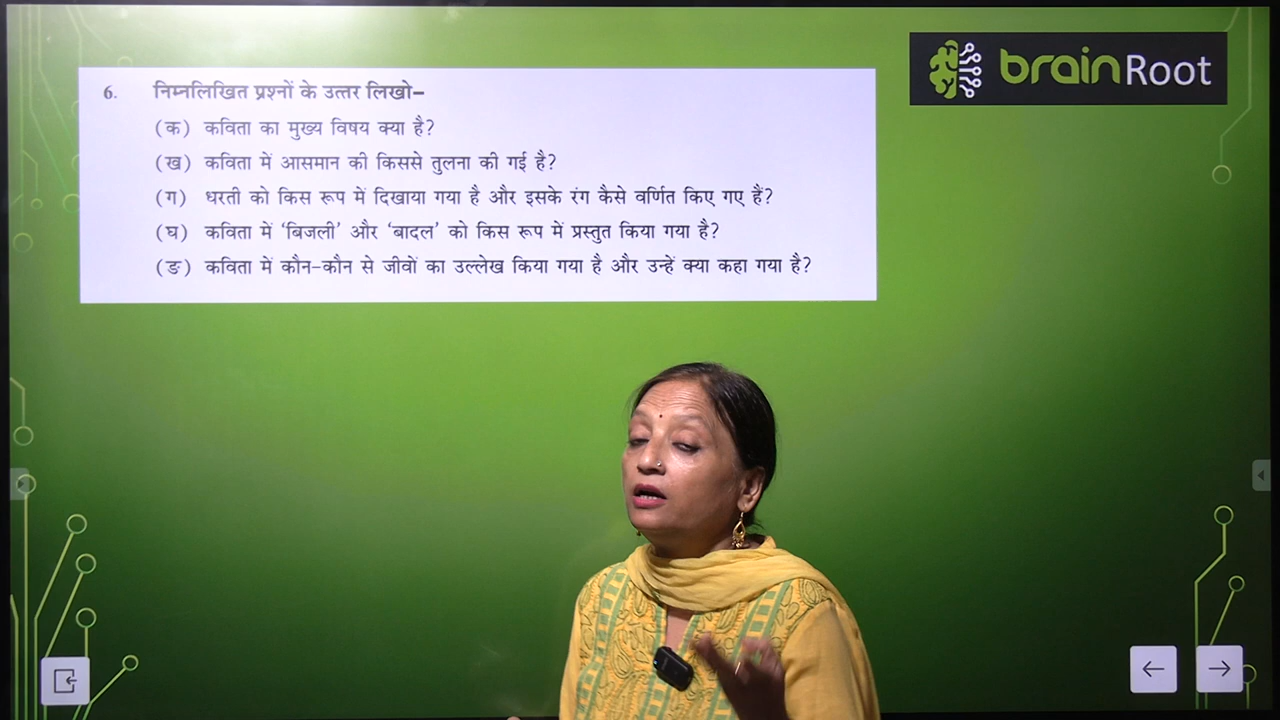 brainRoot
6. निम्नलिखित प्रश्नों के उत्तर लिखो–
(क) कविता का मुख्य विषय क्या है?
(ख) कविता में आसमान की किससे तुलना की गई है?
(ग) धरती को किस रूप में दिखाया गया है और इसके रंग कैसे वर्णित किए गए हैं?
(घ) कविता में ‘बिजली’ और ‘बादल’ को किस रूप में प्रस्तुत किया गया है?
(ङ) कविता में कौन-कौन से जीवों का उल्लेख किया गया है और उन्हें क्या कहा गया है?